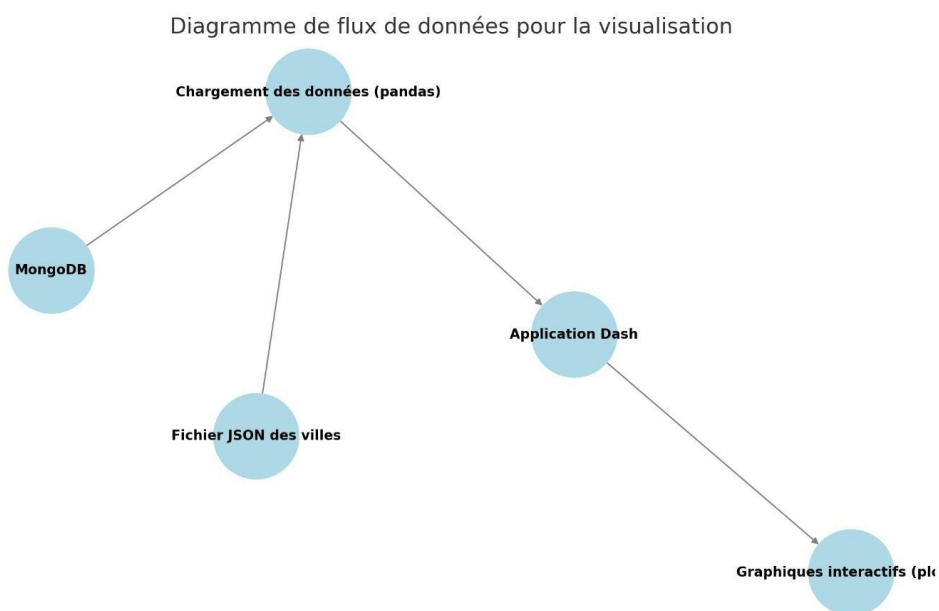 Diagramme de flux de données pour la visualisation
Chargement des données (pandas)
MongoDB
Application Dash
Fichier JSON des villes
Graphiques interactifs